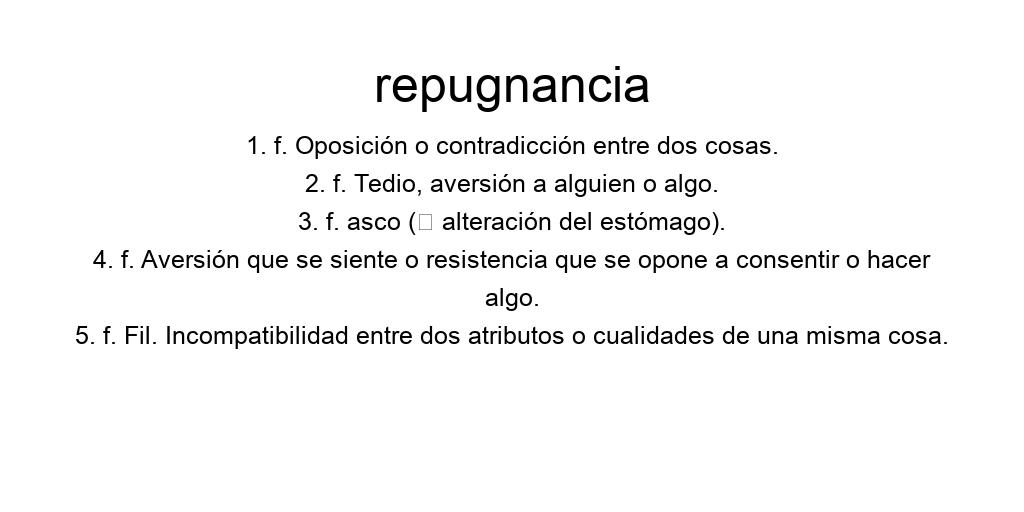 repugnancia
1. f. Oposición o contradicción entre dos cosas.
2. f. Tedio, aversión a alguien o algo.
3. f. asco (□ alteración del estómago).
4. f. Aversión que se siente o resistencia que se opone a consentir o hacer
algo.
5. f. Fil. Incompatibilidad entre dos atributos o cualidades de una misma cosa.